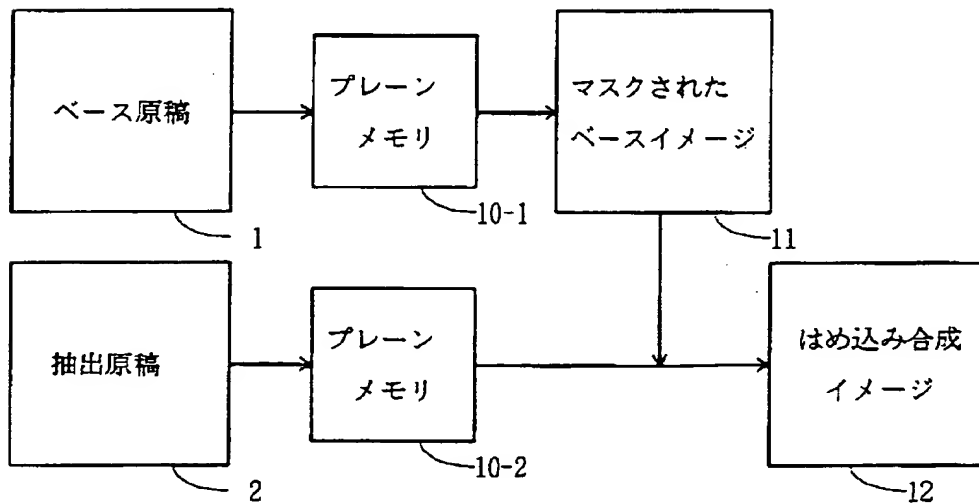 ベース原稿
プレーン
メモリ
マスクされた
ベースイメージ
1
10-1
11
抽出原稿
プレーン
メモリ
はめ込み合成
イメージ
2
10-2
12